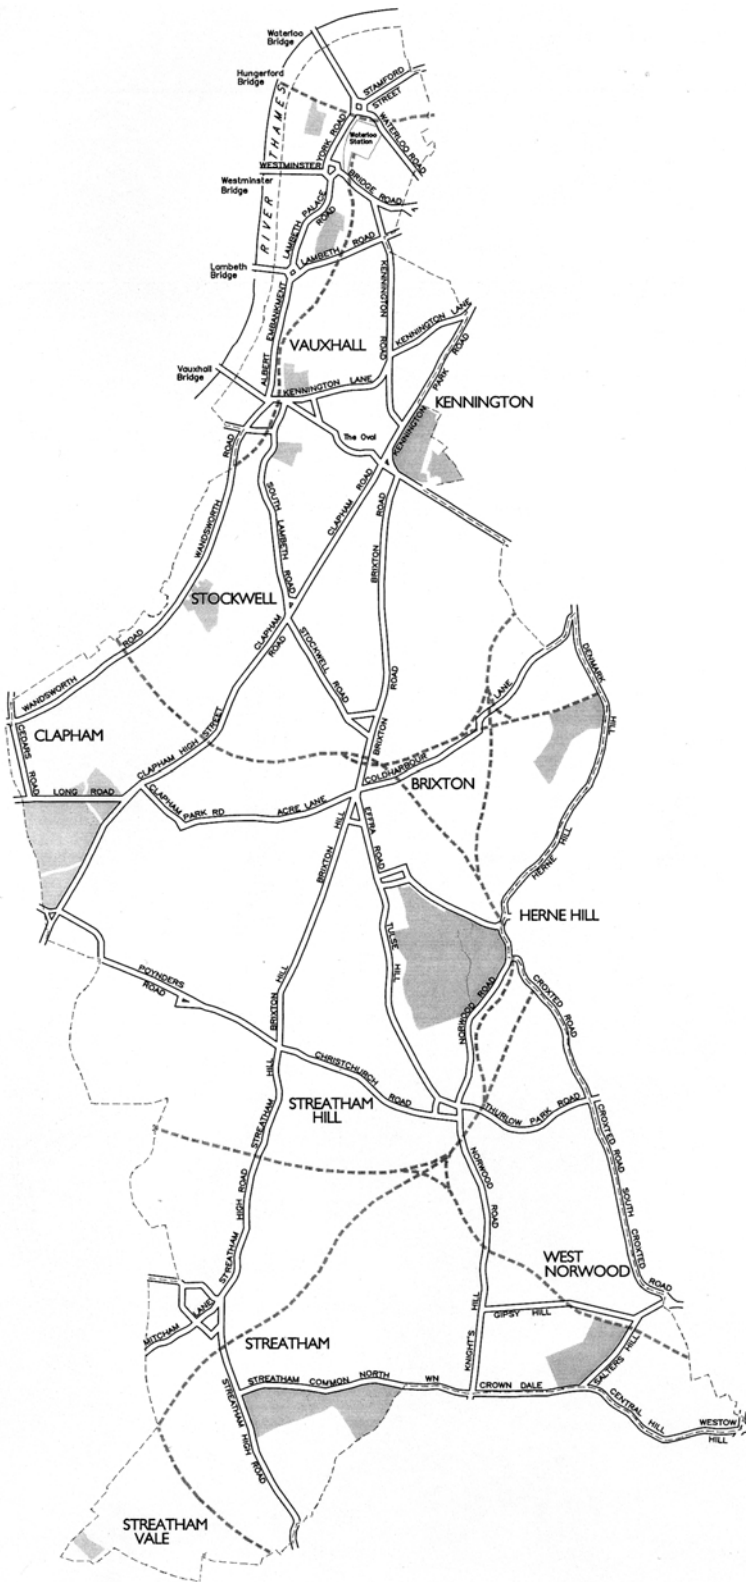 Waterloo
Bridge
Hungerford
Bridge
STAMFORD
STREET
RIVER THAMES
YORK ROAD
Waterloo
Station
WATERLOO ROAD
WESTMINSTER
BRIDGE ROAD
Westminster
Bridge
LAMBETH PALACE
ROAD
LAMBETH ROAD
Lambeth
Bridge
ALBERT EMBANKMENT
KENNINGTON ROAD
KENNINGTON LANE
VAUXHALL
Vauxhall
Bridge
KENNINGTON LANE
KENNINGTON
PARK ROAD
KENNINGTON
The Oval
WANDSWORTH ROAD
SOUTH LAMBETH ROAD
CLAPHAM ROAD
BRIXTON ROAD
STOCKWELL
CLAPHAM
ROAD
STOCKWELL ROAD
WANDSWORTH ROAD
BRIXTON ROAD
DENMARK HILL
CLAPHAM
CEDARS ROAD
LONG ROAD
CLAPHAM HIGH STREET
CLAPHAM PARK RD
ACRE LANE
COLDHARBOUR LANE
BRIXTON
BRIXTON HILL
EFFRA ROAD
HERNE HILL
HERNE HILL
TULSE HILL
POYNDERS
ROAD
BRIXTON HILL
NORWOOD ROAD
CROXTED ROAD
CHRISTCHURCH ROAD
STREATHAM
HILL
STREATHAM HILL
THURLOW PARK ROAD
CROXTED ROAD
NORWOOD ROAD
SOUTH CROXTED ROAD
STREATHAM HIGH ROAD
WEST
NORWOOD
MITCHAM LANE
KNIGHT'S HILL
GIPSY HILL
STREATHAM
SALTERS HILL
STREATHAM COMMON NORTH
WN
CROWN DALE
CENTRAL HILL
WESTOW
HILL
STREATHAM HIGH ROAD
STREATHAM
VALE